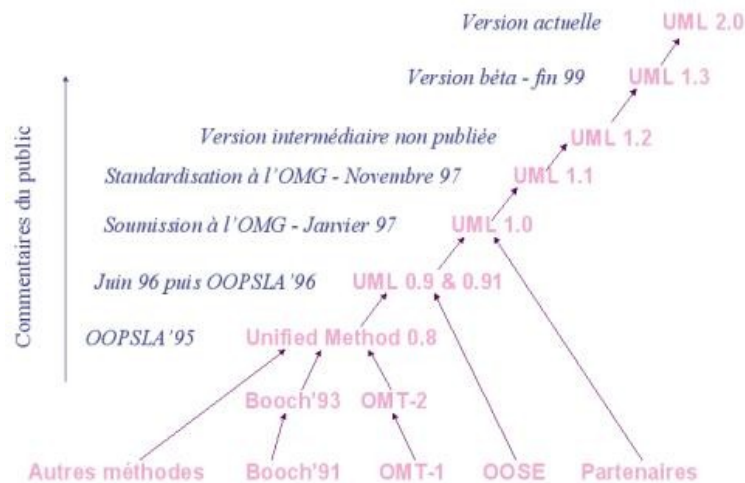 Version actuelle UML 2.0
Version béta - fin 99 UML 1.3
Version intermédiaire non publiée UML 1.2
Standardisation à l'OMG - Novembre 97 UML 1.1
Soumission à l'OMG - Janvier 97 UML 1.0
Juin 96 puis OOPSLA'96 UML 0.9 & 0.91
OOPSLA'95 Unified Method 0.8
Booch'93 OMT-2
Autres méthodes Booch'91 OMT-1 OOSE Partenaires
Commentaires du public